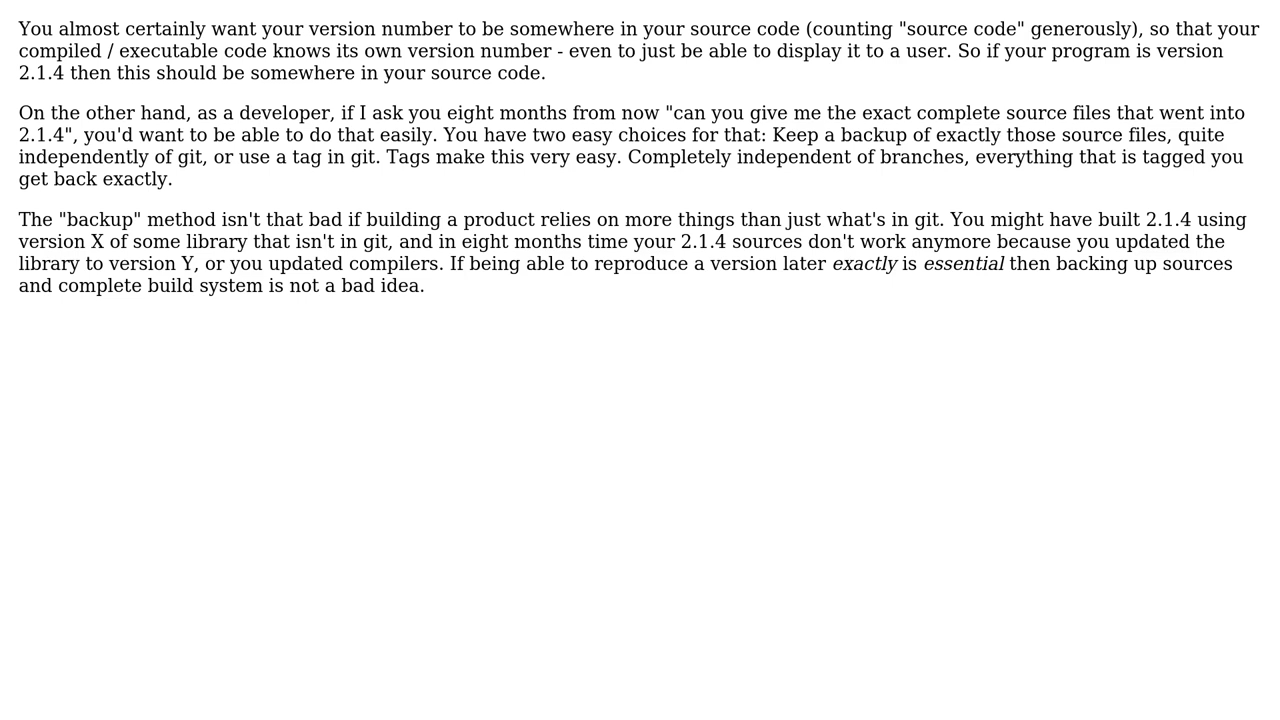 You almost certainly want your version number to be somewhere in your source code (counting "source code" generously), so that your
compiled / executable code knows its own version number - even to just be able to display it to a user. So if your program is version
2.1.4 then this should be somewhere in your source code.
On the other hand, as a developer, if I ask you eight months from now "can you give me the exact complete source files that went into
2.1.4", you'd want to be able to do that easily. You have two easy choices for that: Keep a backup of exactly those source files, quite
independently of git, or use a tag in git. Tags make this very easy. Completely independent of branches, everything that is tagged you
get back exactly.
The "backup" method isn't that bad if building a product relies on more things than just what's in git. You might have built 2.1.4 using
version X of some library that isn't in git, and in eight months time your 2.1.4 sources don't work anymore because you updated the
library to version Y, or you updated compilers. If being able to reproduce a version later exactly is essential then backing up sources
and complete build system is not a bad idea.